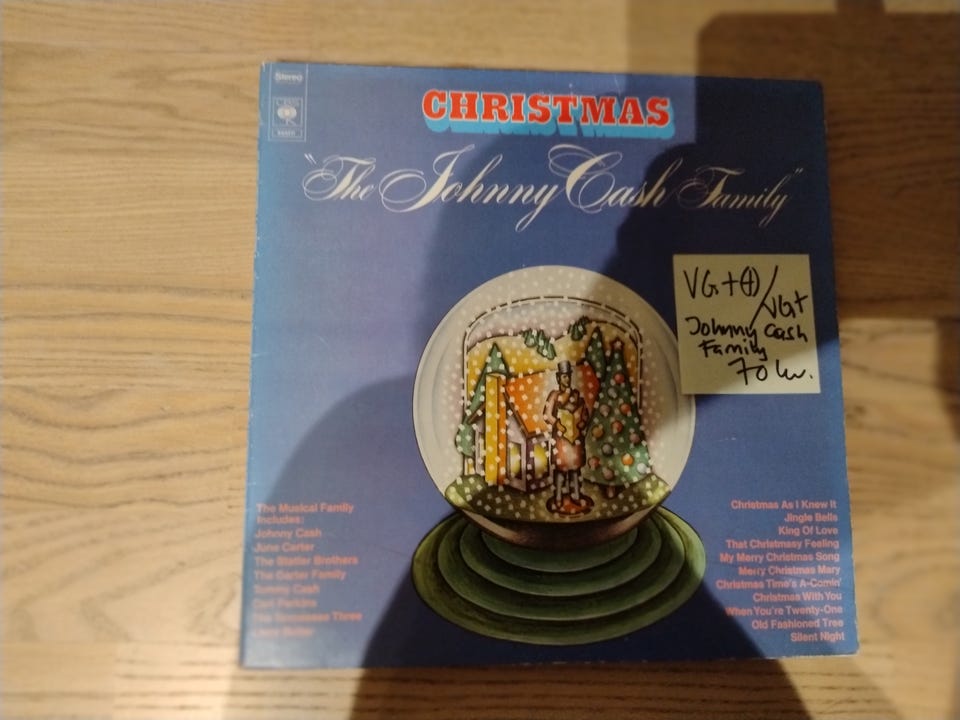 Stereo
CHRISTMAS
"The Johnny Cash Family"
VG+(+)/VG+
Johnny Cash
Family
70 kr.
The Musical Family
Includes:
Johnny Cash
June Carter
The Statler Brothers
The Carter Family
Tommy Cash
Carl Perkins
The Tennessee Three
Larry Butler
Christmas As I Knew It
Jingle Bells
King Of Love
That Christmasy Feeling
My Merry Christmas Song
Merry Christmas Mary
Christmas Time's A-Comin'
Christmas With You
When You're Twenty-One
Old Fashioned Tree
Silent Night